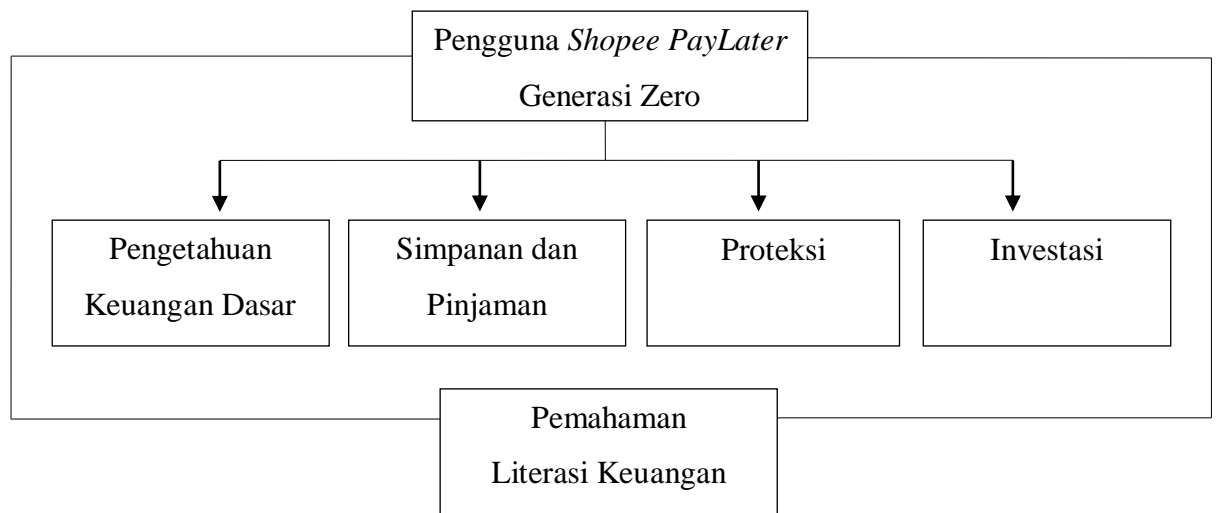 Pengguna Shopee PayLater
Generasi Zero
Pengetahuan
Keuangan Dasar
Simpanan dan
Pinjaman
Proteksi
Investasi
Pemahaman
Literasi Keuangan